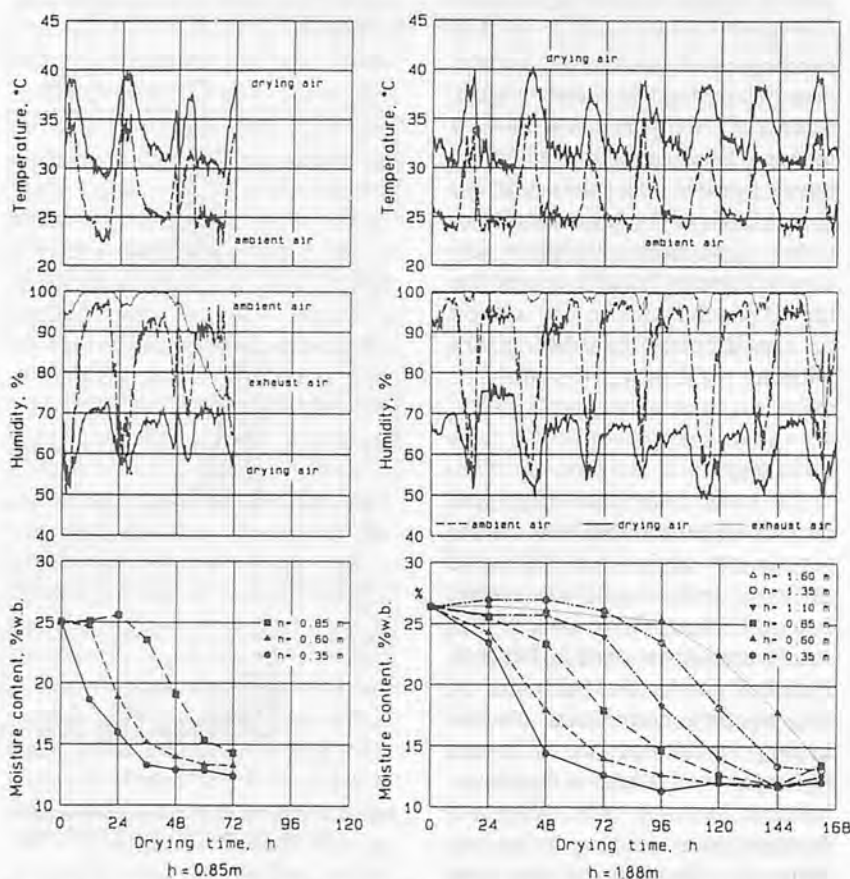 Temperature, °C
45
40
35
30
25
20
drying air
ambient air
Temperature, °C
45
40
35
30
25
20
drying air
ambient air
Humidity, %
100
90
80
70
60
50
40
ambient air
exhaust air
drying air
Humidity, %
100
90
80
70
60
50
40
ambient air
drying air
exhaust air
Moisture content, %w.b.
30
25
20
15
10
h= 0.85 m
h= 0.60 m
h= 0.35 m
0 24 48 72 96 120
Drying time, h
h = 0.85m
Moisture content, %w.b.
30
%
25
20
15
10
h= 1.60 m
h= 1.35 m
h= 1.10 m
h= 0.85 m
h= 0.60 m
h= 0.35 m
0 24 48 72 96 120 144 168
Drying time, h
h = 1.88m